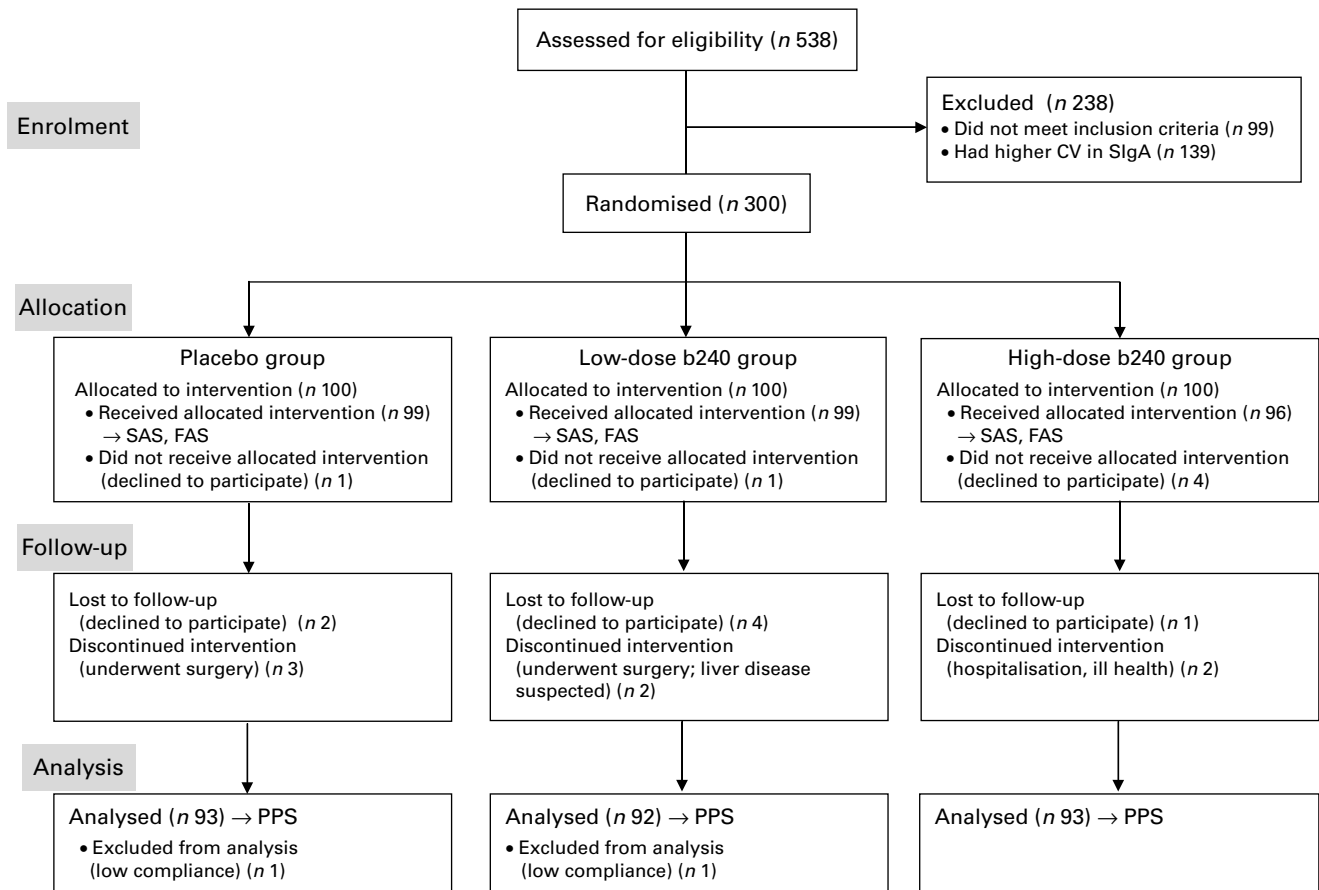 Assessed for eligibility (n 538)
Enrolment
Excluded (n 238)
• Did not meet inclusion criteria (n 99)
• Had higher CV in SIgA (n 139)
Randomised (n 300)
Allocation
Placebo group
Allocated to intervention (n 100)
• Received allocated intervention (n 99)
→ SAS, FAS
• Did not receive allocated intervention
(declined to participate) (n 1)
Low-dose b240 group
Allocated to intervention (n 100)
• Received allocated intervention (n 99)
→ SAS, FAS
• Did not receive allocated intervention
(declined to participate) (n 1)
High-dose b240 group
Allocated to intervention (n 100)
• Received allocated intervention (n 96)
→ SAS, FAS
• Did not receive allocated intervention
(declined to participate) (n 4)
Follow-up
Lost to follow-up
(declined to participate) (n 2)
Discontinued intervention
(underwent surgery) (n 3)
Lost to follow-up
(declined to participate) (n 4)
Discontinued intervention
(underwent surgery; liver disease
suspected) (n 2)
Lost to follow-up
(declined to participate) (n 1)
Discontinued intervention
(hospitalisation, ill health) (n 2)
Analysis
Analysed (n 93) → PPS
• Excluded from analysis
(low compliance) (n 1)
Analysed (n 92) → PPS
• Excluded from analysis
(low compliance) (n 1)
Analysed (n 93) → PPS